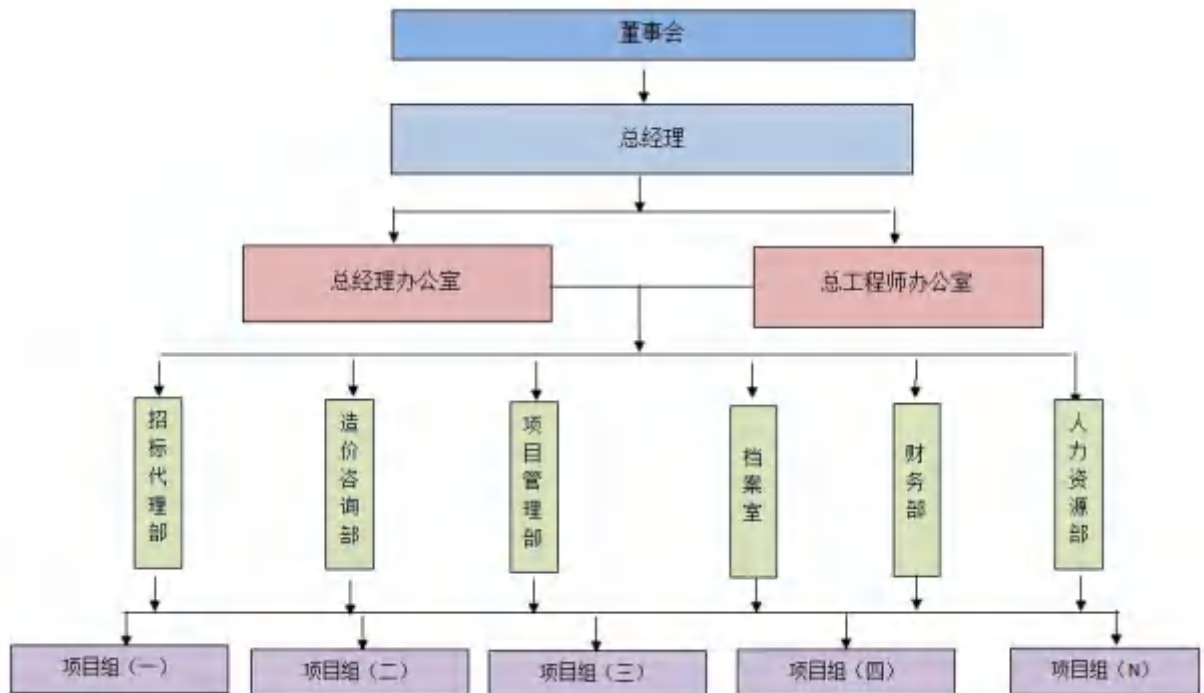 董事会
总经理
总经理办公室
总工程师办公室
招标代理部
造价咨询部
项目管理部
档案室
财务部
人力资源部
项目组（一）
项目组（二）
项目组（三）
项目组（四）
项目组（N）